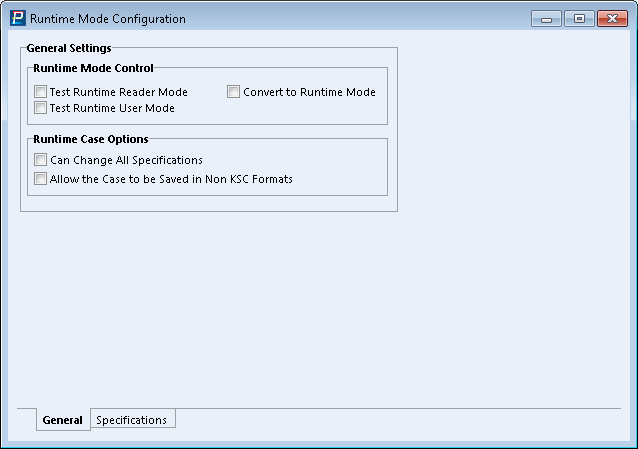 Runtime Mode Configuration
General Settings
Runtime Mode Control
Test Runtime Reader Mode Convert to Runtime Mode
Test Runtime User Mode
Runtime Case Options
Can Change All Specifications
Allow the Case to be Saved in Non KSC Formats
General Specifications